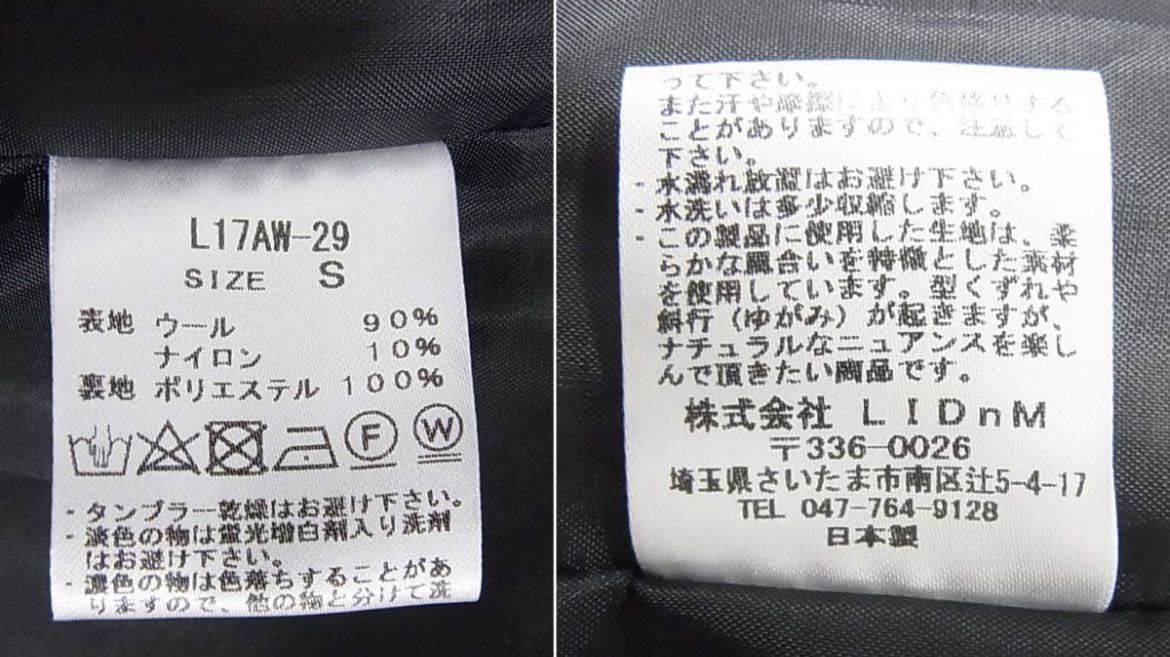 L17AW-29
SIZE S
表地 ウール 90%
ナイロン 10%
裏地 ポリエステル 100%
F W
・タンブラー乾燥はお避け下さい。
・淡色の物は蛍光増白剤入り洗剤
はお避け下さい。
・濃色の物は色落ちすることがあ
りますので、他の物と分けて洗
って下さい。
また汗や摩擦により色移りする
ことがありますので、注意して
下さい。
・水濡れ放置はお避け下さい。
・水洗いは多少収縮します。
・この製品に使用した生地は、柔
らかな風合いを特徴とした素材
を使用しています。型くずれや
斜行(ゆがみ)が起きますが、
ナチュラルなニュアンスを楽し
んで頂きたい商品です。
株式会社 LIDnM
〒336-0026
埼玉県さいたま市南区辻5-4-17
TEL 047-764-9128
日本製